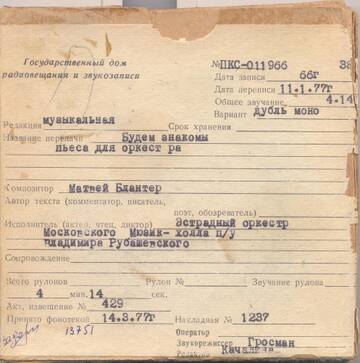 Государственный дом
радиовещания и звукозаписи
№ПКС-011966
Дата записи 66г
Дата переписи 11.1.77г
Общее звучание 4.14
Вариант дубль моно
Редакция музыкальная
Срок хранения
Название передачи Будем знакомы
пьеса для оркест ра
Композитор Матвей Блантер
Автор текста (комментатор, писатель,
поэт, обозреватель)
Исполнитель (актер, чтец, диктор) Эстрадный оркестр
Московского Мюзик-холла п/у
Владимира Рубашевского
Сопровождение
Всего рулонов Рулон № Звучание рулона
4 мин. 14 сек.
Акт, извещение № 429
Принято фонотекой 14.3.77г Накладная № 1237
13751
Оператор
Звукорежиссер Гросман
Качалина